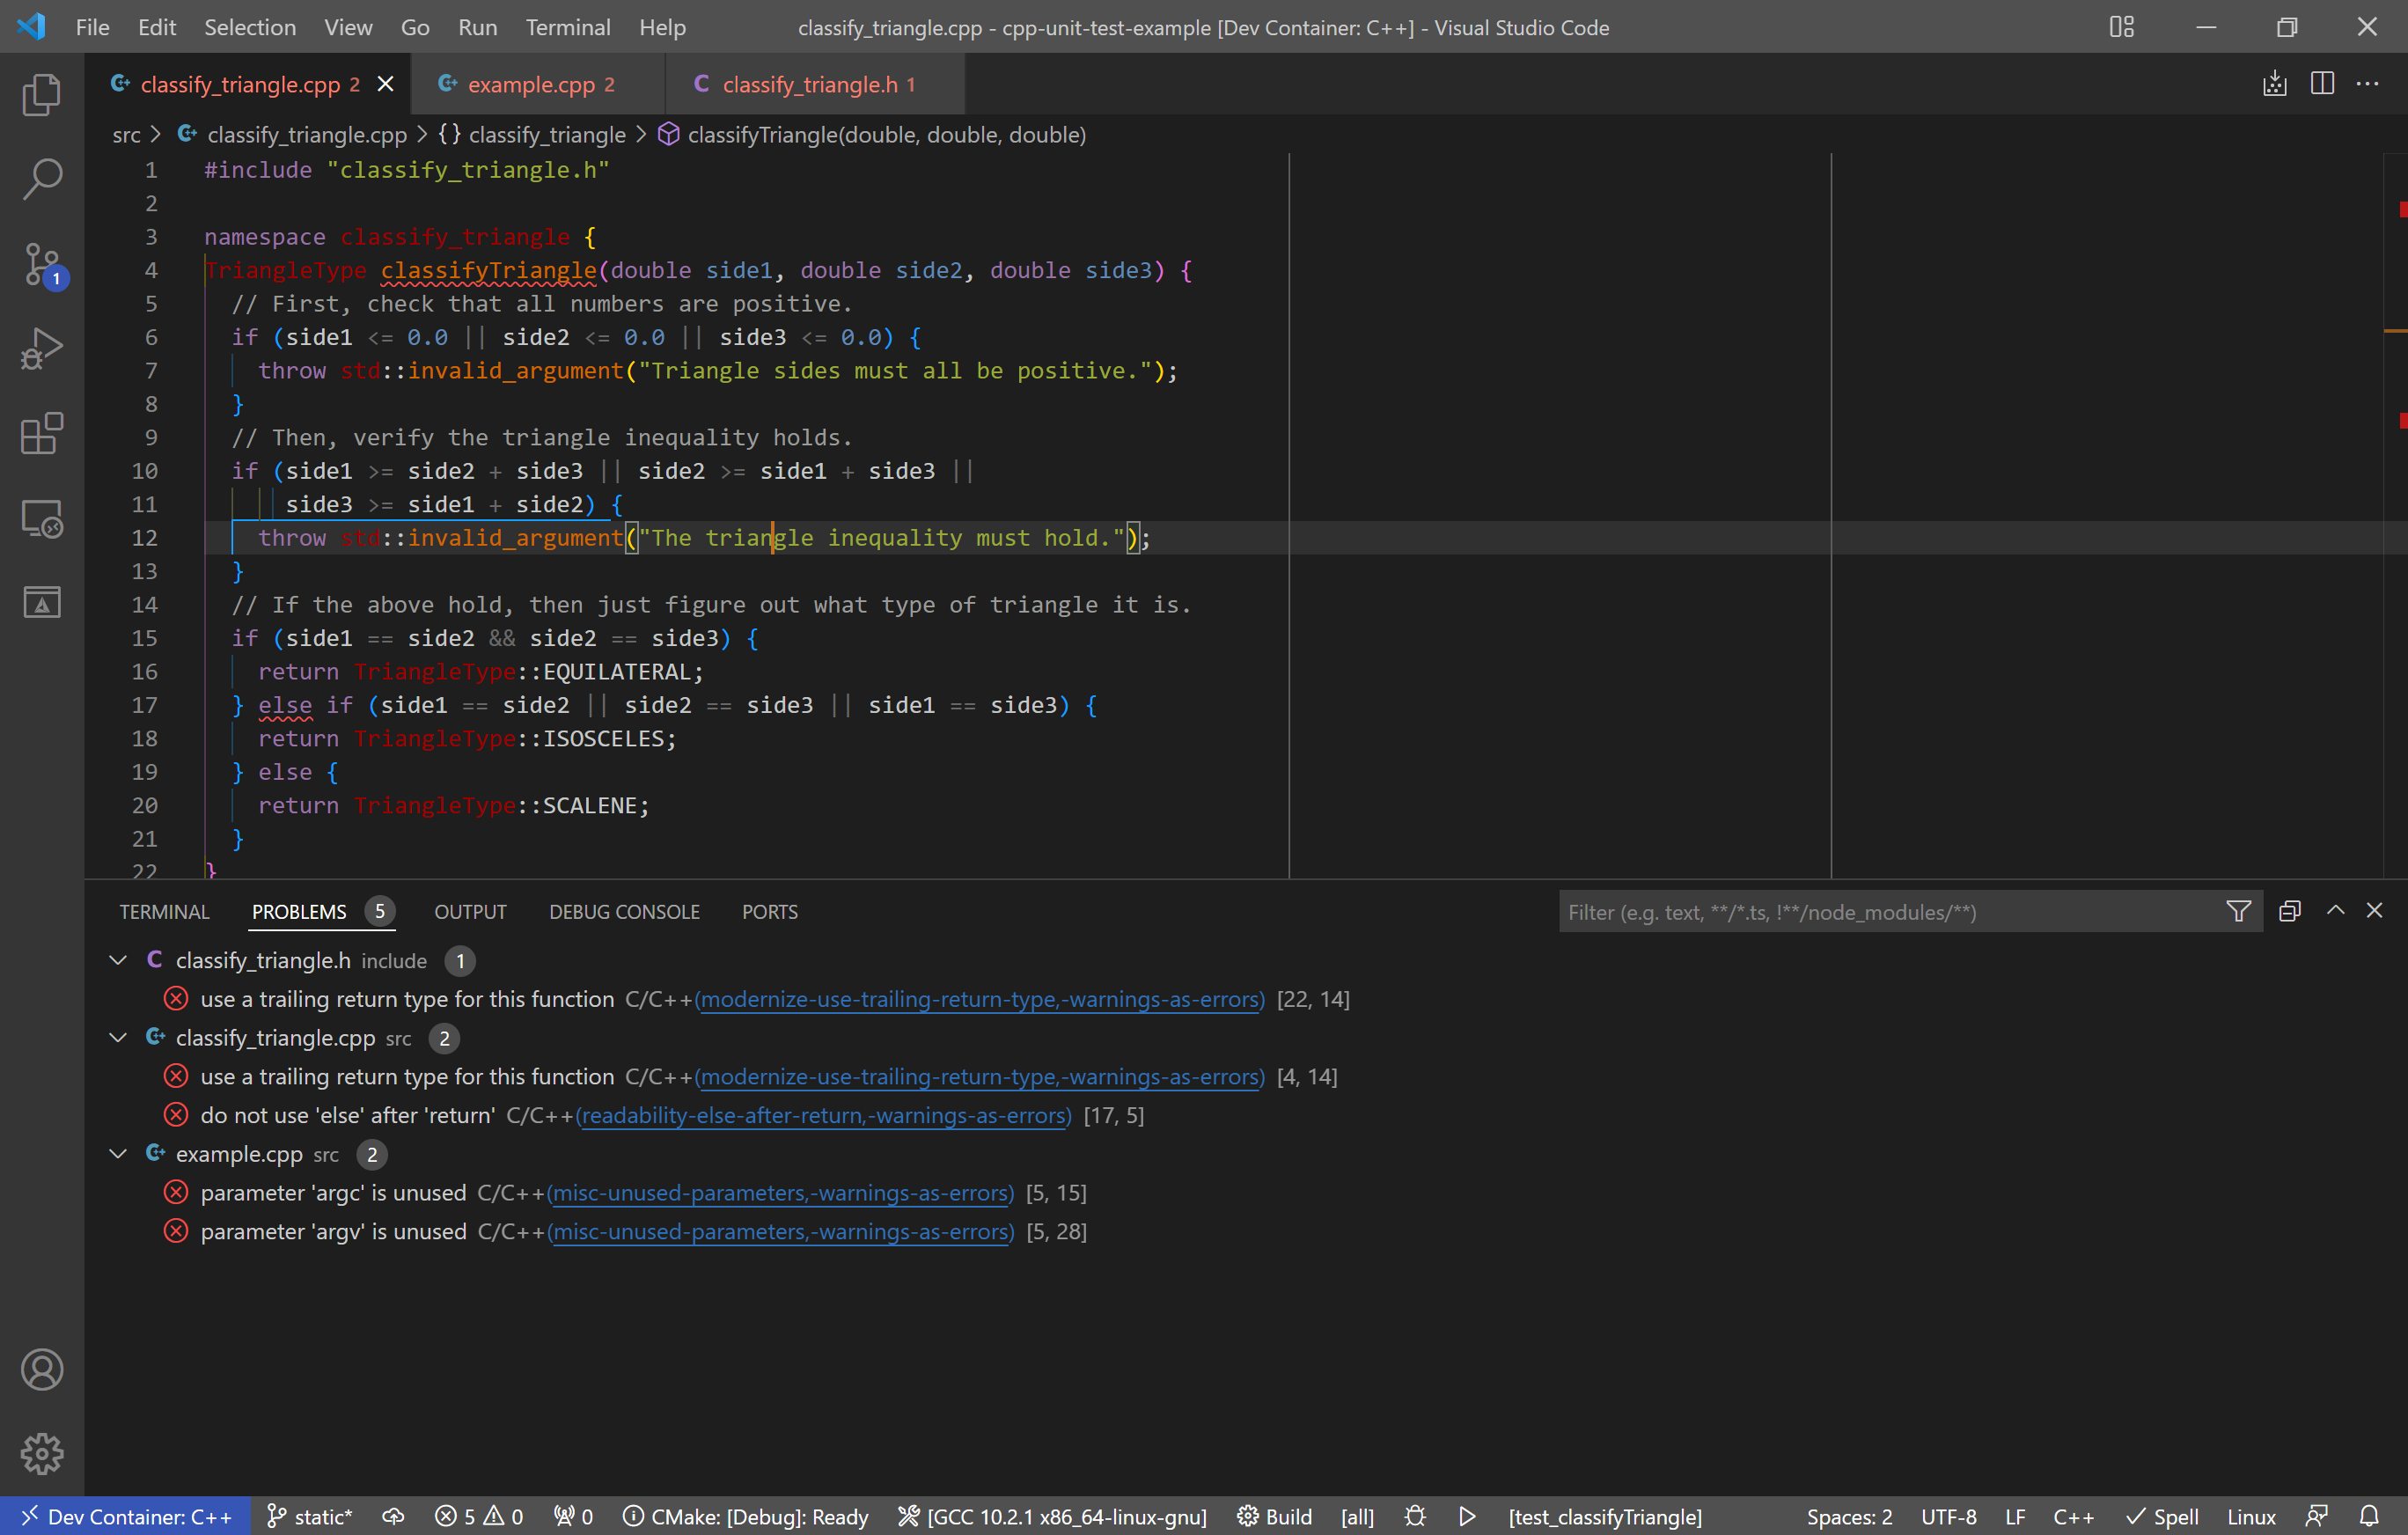 File Edit Selection View Go Run Terminal Help classify_triangle.cpp - cpp-unit-test-example [Dev Container: C++] - Visual Studio Code
classify_triangle.cpp 2 example.cpp 2 C classify_triangle.h 1
src > classify_triangle.cpp > {} classify_triangle > classifyTriangle(double, double, double)
1 #include "classify_triangle.h"
2
3 namespace classify_triangle {
4 TriangleType classifyTriangle(double side1, double side2, double side3) {
5   // First, check that all numbers are positive.
6   if (side1 <= 0.0 || side2 <= 0.0 || side3 <= 0.0) {
7     throw std::invalid_argument("Triangle sides must all be positive.");
8   }
9   // Then, verify the triangle inequality holds.
10   if (side1 >= side2 + side3 || side2 >= side1 + side3 ||
11       side3 >= side1 + side2) {
12     throw std::invalid_argument("The triangle inequality must hold.");
13   }
14   // If the above hold, then just figure out what type of triangle it is.
15   if (side1 == side2 && side2 == side3) {
16     return TriangleType::EQUILATERAL;
17   } else if (side1 == side2 || side2 == side3 || side1 == side3) {
18     return TriangleType::ISOSCELES;
19   } else {
20     return TriangleType::SCALENE;
21   }
22 }
1
TERMINAL PROBLEMS 5 OUTPUT DEBUG CONSOLE PORTS Filter (e.g. text, **/*.ts, !**/node_modules/**)
C classify_triangle.h include 1
use a trailing return type for this function C/C++(modernize-use-trailing-return-type,-warnings-as-errors) [22, 14]
classify_triangle.cpp src 2
use a trailing return type for this function C/C++(modernize-use-trailing-return-type,-warnings-as-errors) [4, 14]
do not use 'else' after 'return' C/C++(readability-else-after-return,-warnings-as-errors) [17, 5]
example.cpp src 2
parameter 'argc' is unused C/C++(misc-unused-parameters,-warnings-as-errors) [5, 15]
parameter 'argv' is unused C/C++(misc-unused-parameters,-warnings-as-errors) [5, 28]
Dev Container: C++ static* 5 0 0 CMake: [Debug]: Ready [GCC 10.2.1 x86_64-linux-gnu] Build [all] [test_classifyTriangle] Spaces: 2 UTF-8 LF C++ Spell Linux